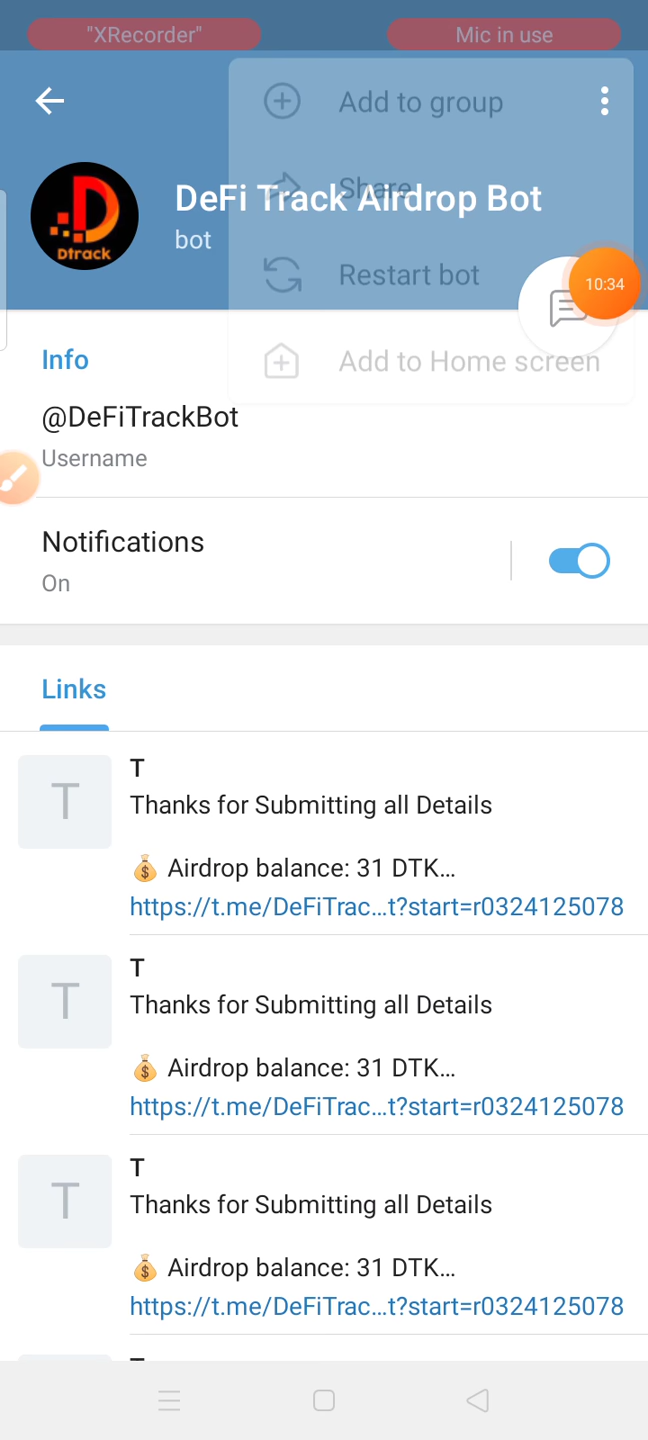 "XRecorder"
Mic in use
Add to group
Share
DeFi Track Airdrop Bot
bot
Dtrack
Restart bot
10:34
Add to Home screen
Info
@DeFiTrackBot
Username
Notifications
On
Links
T
T
Thanks for Submitting all Details
💰 Airdrop balance: 31 DTK...
https://t.me/DeFiTrac...t?start=r0324125078
T
T
Thanks for Submitting all Details
💰 Airdrop balance: 31 DTK...
https://t.me/DeFiTrac...t?start=r0324125078
T
T
Thanks for Submitting all Details
💰 Airdrop balance: 31 DTK...
https://t.me/DeFiTrac...t?start=r0324125078